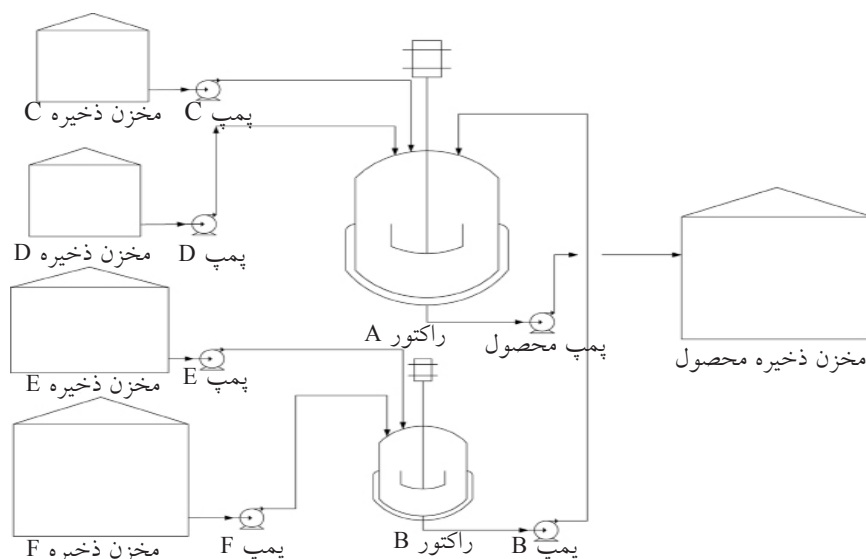 مخزن ذخیره C
پمپ C
مخزن ذخیره D
پمپ D
راکتور A
پمپ محصول
مخزن ذخیره محصول
مخزن ذخیره E
پمپ E
مخزن ذخیره F
پمپ F
راکتور B
پمپ B